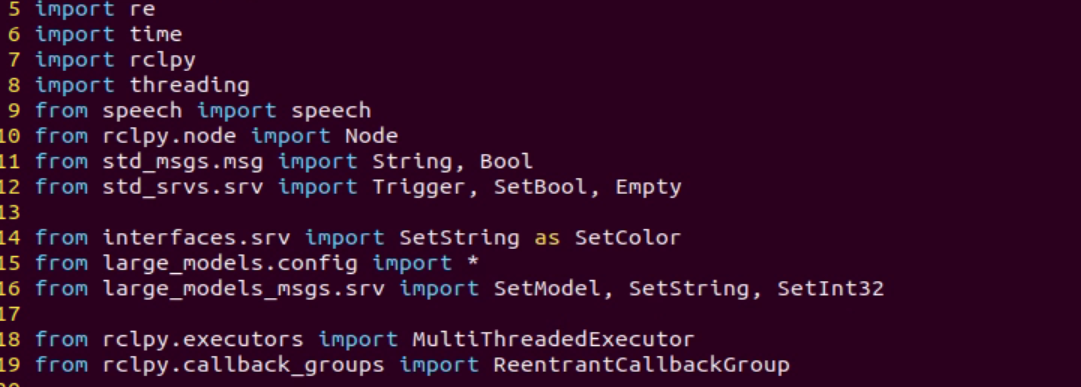 5 import re
6 import time
7 import rclpy
8 import threading
9 from speech import speech
10 from rclpy.node import Node
11 from std_msgs.msg import String, Bool
12 from std_srvs.srv import Trigger, SetBool, Empty
13
14 from interfaces.srv import SetString as SetColor
15 from large_models.config import *
16 from large_models_msgs.srv import SetModel, SetString, SetInt32
17
18 from rclpy.executors import MultiThreadedExecutor
19 from rclpy.callback_groups import ReentrantCallbackGroup